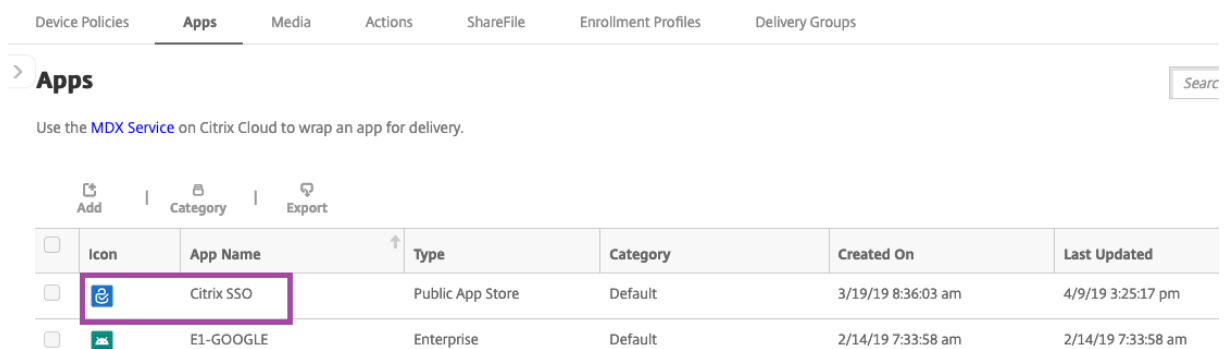 Device Policies Apps Media Actions ShareFile Enrollment Profiles Delivery Groups
Apps
Searc
Use the MDX Service on Citrix Cloud to wrap an app for delivery.
Add | Category | Export
Icon App Name Type Category Created On Last Updated
Citrix SSO Public App Store Default 3/19/19 8:36:03 am 4/9/19 3:25:17 pm
E1-GOOGLE Enterprise Default 2/14/19 7:33:58 am 2/14/19 7:33:58 am